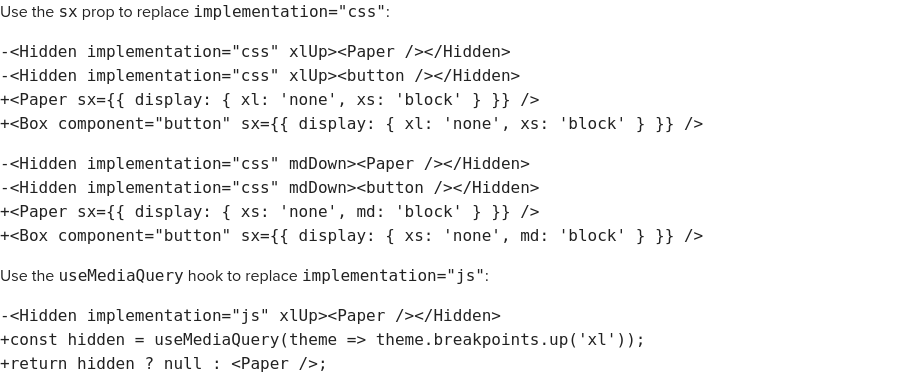 Use the sx prop to replace implementation="css":
-<Hidden implementation="css" xlUp><Paper /></Hidden>
-<Hidden implementation="css" xlUp><button /></Hidden>
+<Paper sx={{ display: { xl: 'none', xs: 'block' } }} />
+<Box component="button" sx={{ display: { xl: 'none', xs: 'block' } }} />
-<Hidden implementation="css" mdDown><Paper /></Hidden>
-<Hidden implementation="css" mdDown><button /></Hidden>
+<Paper sx={{ display: { xs: 'none', md: 'block' } }} />
+<Box component="button" sx={{ display: { xs: 'none', md: 'block' } }} />
Use the useMediaQuery hook to replace implementation="js":
-<Hidden implementation="js" xlUp><Paper /></Hidden>
+const hidden = useMediaQuery(theme => theme.breakpoints.up('xl'));
+return hidden ? null : <Paper />;